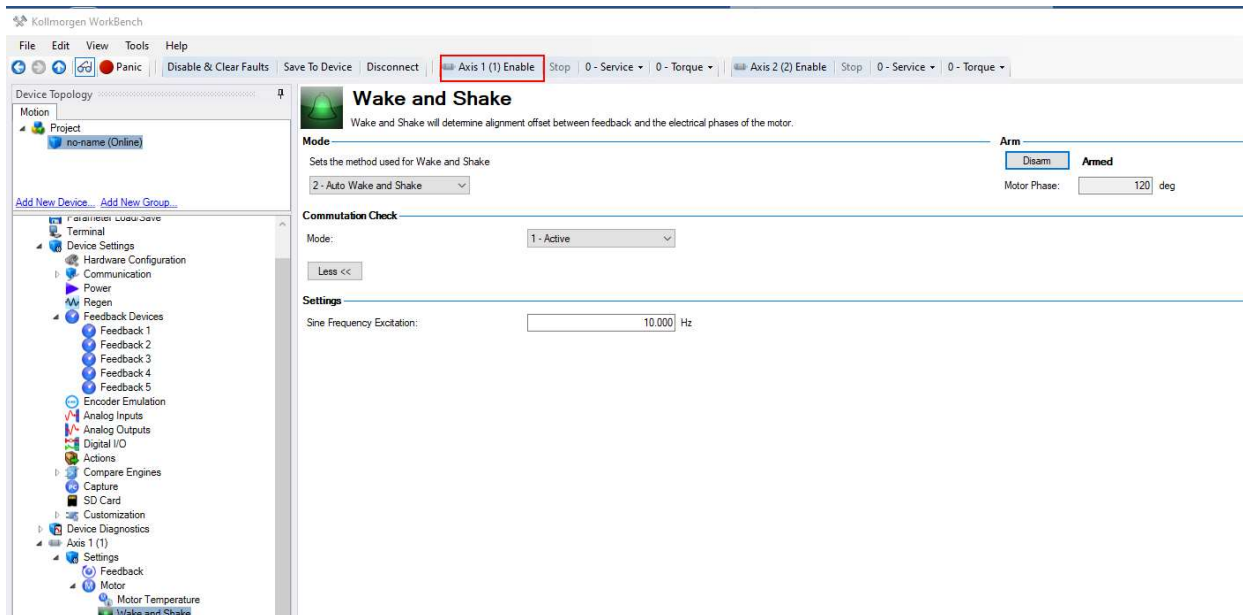 Kollmorgen WorkBench
File Edit View Tools Help
Panic Disable & Clear Faults Save To Device Disconnect Axis 1 (1) Enable Stop 0 - Service 0 - Torque Axis 2 (2) Enable Stop 0 - Service 0 - Torque
Device Topology
Motion
Project
no-name (Online)
Add New Device... Add New Group...
Parameter Load/Save
Terminal
Device Settings
Hardware Configuration
Communication
Power
Regen
Feedback Devices
Feedback 1
Feedback 2
Feedback 3
Feedback 4
Feedback 5
Encoder Emulation
Analog Inputs
Analog Outputs
Digital I/O
Actions
Compare Engines
Capture
SD Card
Customization
Device Diagnostics
Axis 1 (1)
Settings
Feedback
Motor
Motor Temperature
Wake and Shake
Wake and Shake
Wake and Shake will determine alignment offset between feedback and the electrical phases of the motor.
Mode
Sets the method used for Wake and Shake
2 - Auto Wake and Shake
Arm
Disarm Armed
Motor Phase: 120 deg
Commutation Check
Mode: 1 - Active
Less <<
Settings
Sine Frequency Excitation: 10.000 Hz